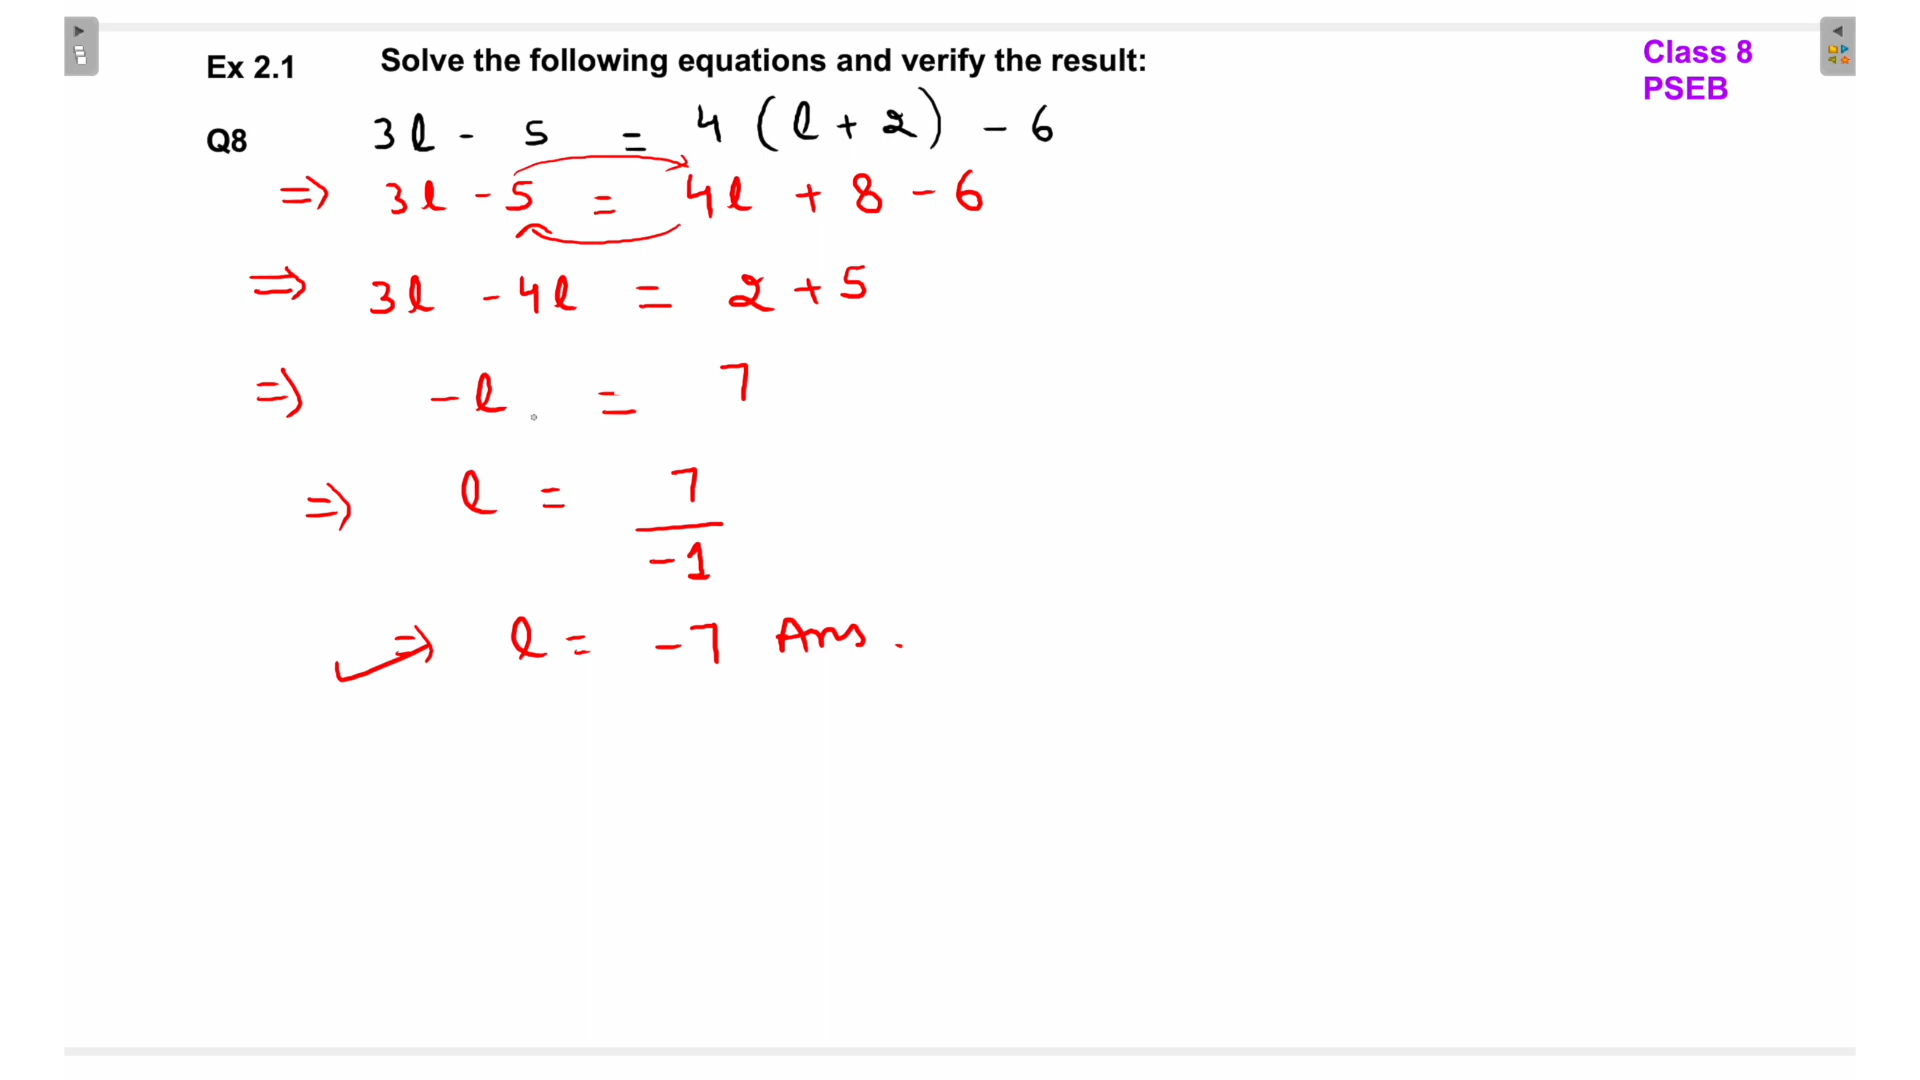 Ex 2.1 Solve the following equations and verify the result:
Class 8
PSEB
Q8 3l - 5 = 4 (l + 2) - 6
⇒ 3l - 5 = 4l + 8 - 6
⇒ 3l - 4l = 2 + 5
⇒ -l = 7
⇒ l = 7/-1
⇒ l = -7 Ans.